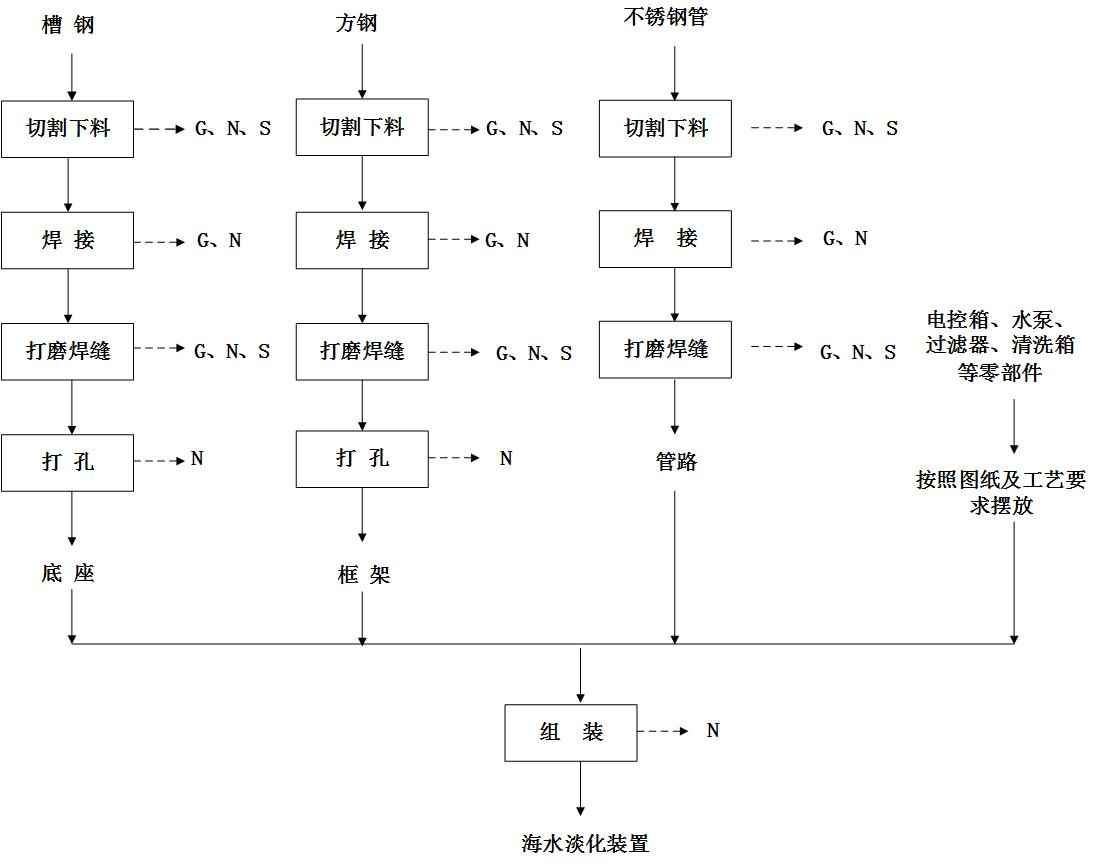 槽 钢
方钢
不锈钢管
切割下料
G、N、S
切割下料
G、N、S
切割下料
G、N、S
焊 接
G、N
焊 接
G、N
焊 接
G、N
打磨焊缝
G、N、S
打磨焊缝
G、N、S
打磨焊缝
G、N、S
电控箱、水泵、
过滤器、清洗箱
等零部件
打 孔
N
打 孔
N
管路
按照图纸及工艺要
求摆放
底 座
框 架
组 装
N
海水淡化装置